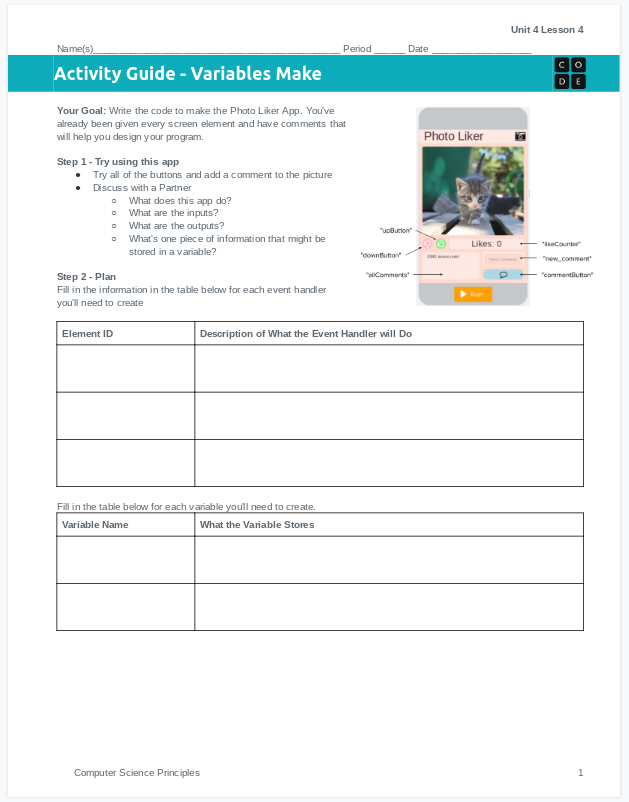 Unit 4 Lesson 4
Name(s)_____________________________________________ Period ______ Date __________________
Activity Guide - Variables Make
C O
D E
Your Goal: Write the code to make the Photo Liker App. You've
already been given every screen element and have comments that
will help you design your program.
Step 1 - Try using this app
● Try all of the buttons and add a comment to the picture
● Discuss with a Partner
○ What does this app do?
○ What are the inputs?
○ What are the outputs?
○ What's one piece of information that might be
stored in a variable?
Step 2 - Plan
Fill in the information in the table below for each event handler
you'll need to create
Photo Liker
"upButton"
"downButton"
"allComments"
Likes: 0
"likeCounter"
"new_comment"
"commentButton"
Run
Element ID Description of What the Event Handler will Do
Fill in the table below for each variable you'll need to create.
Variable Name What the Variable Stores
Computer Science Principles 1